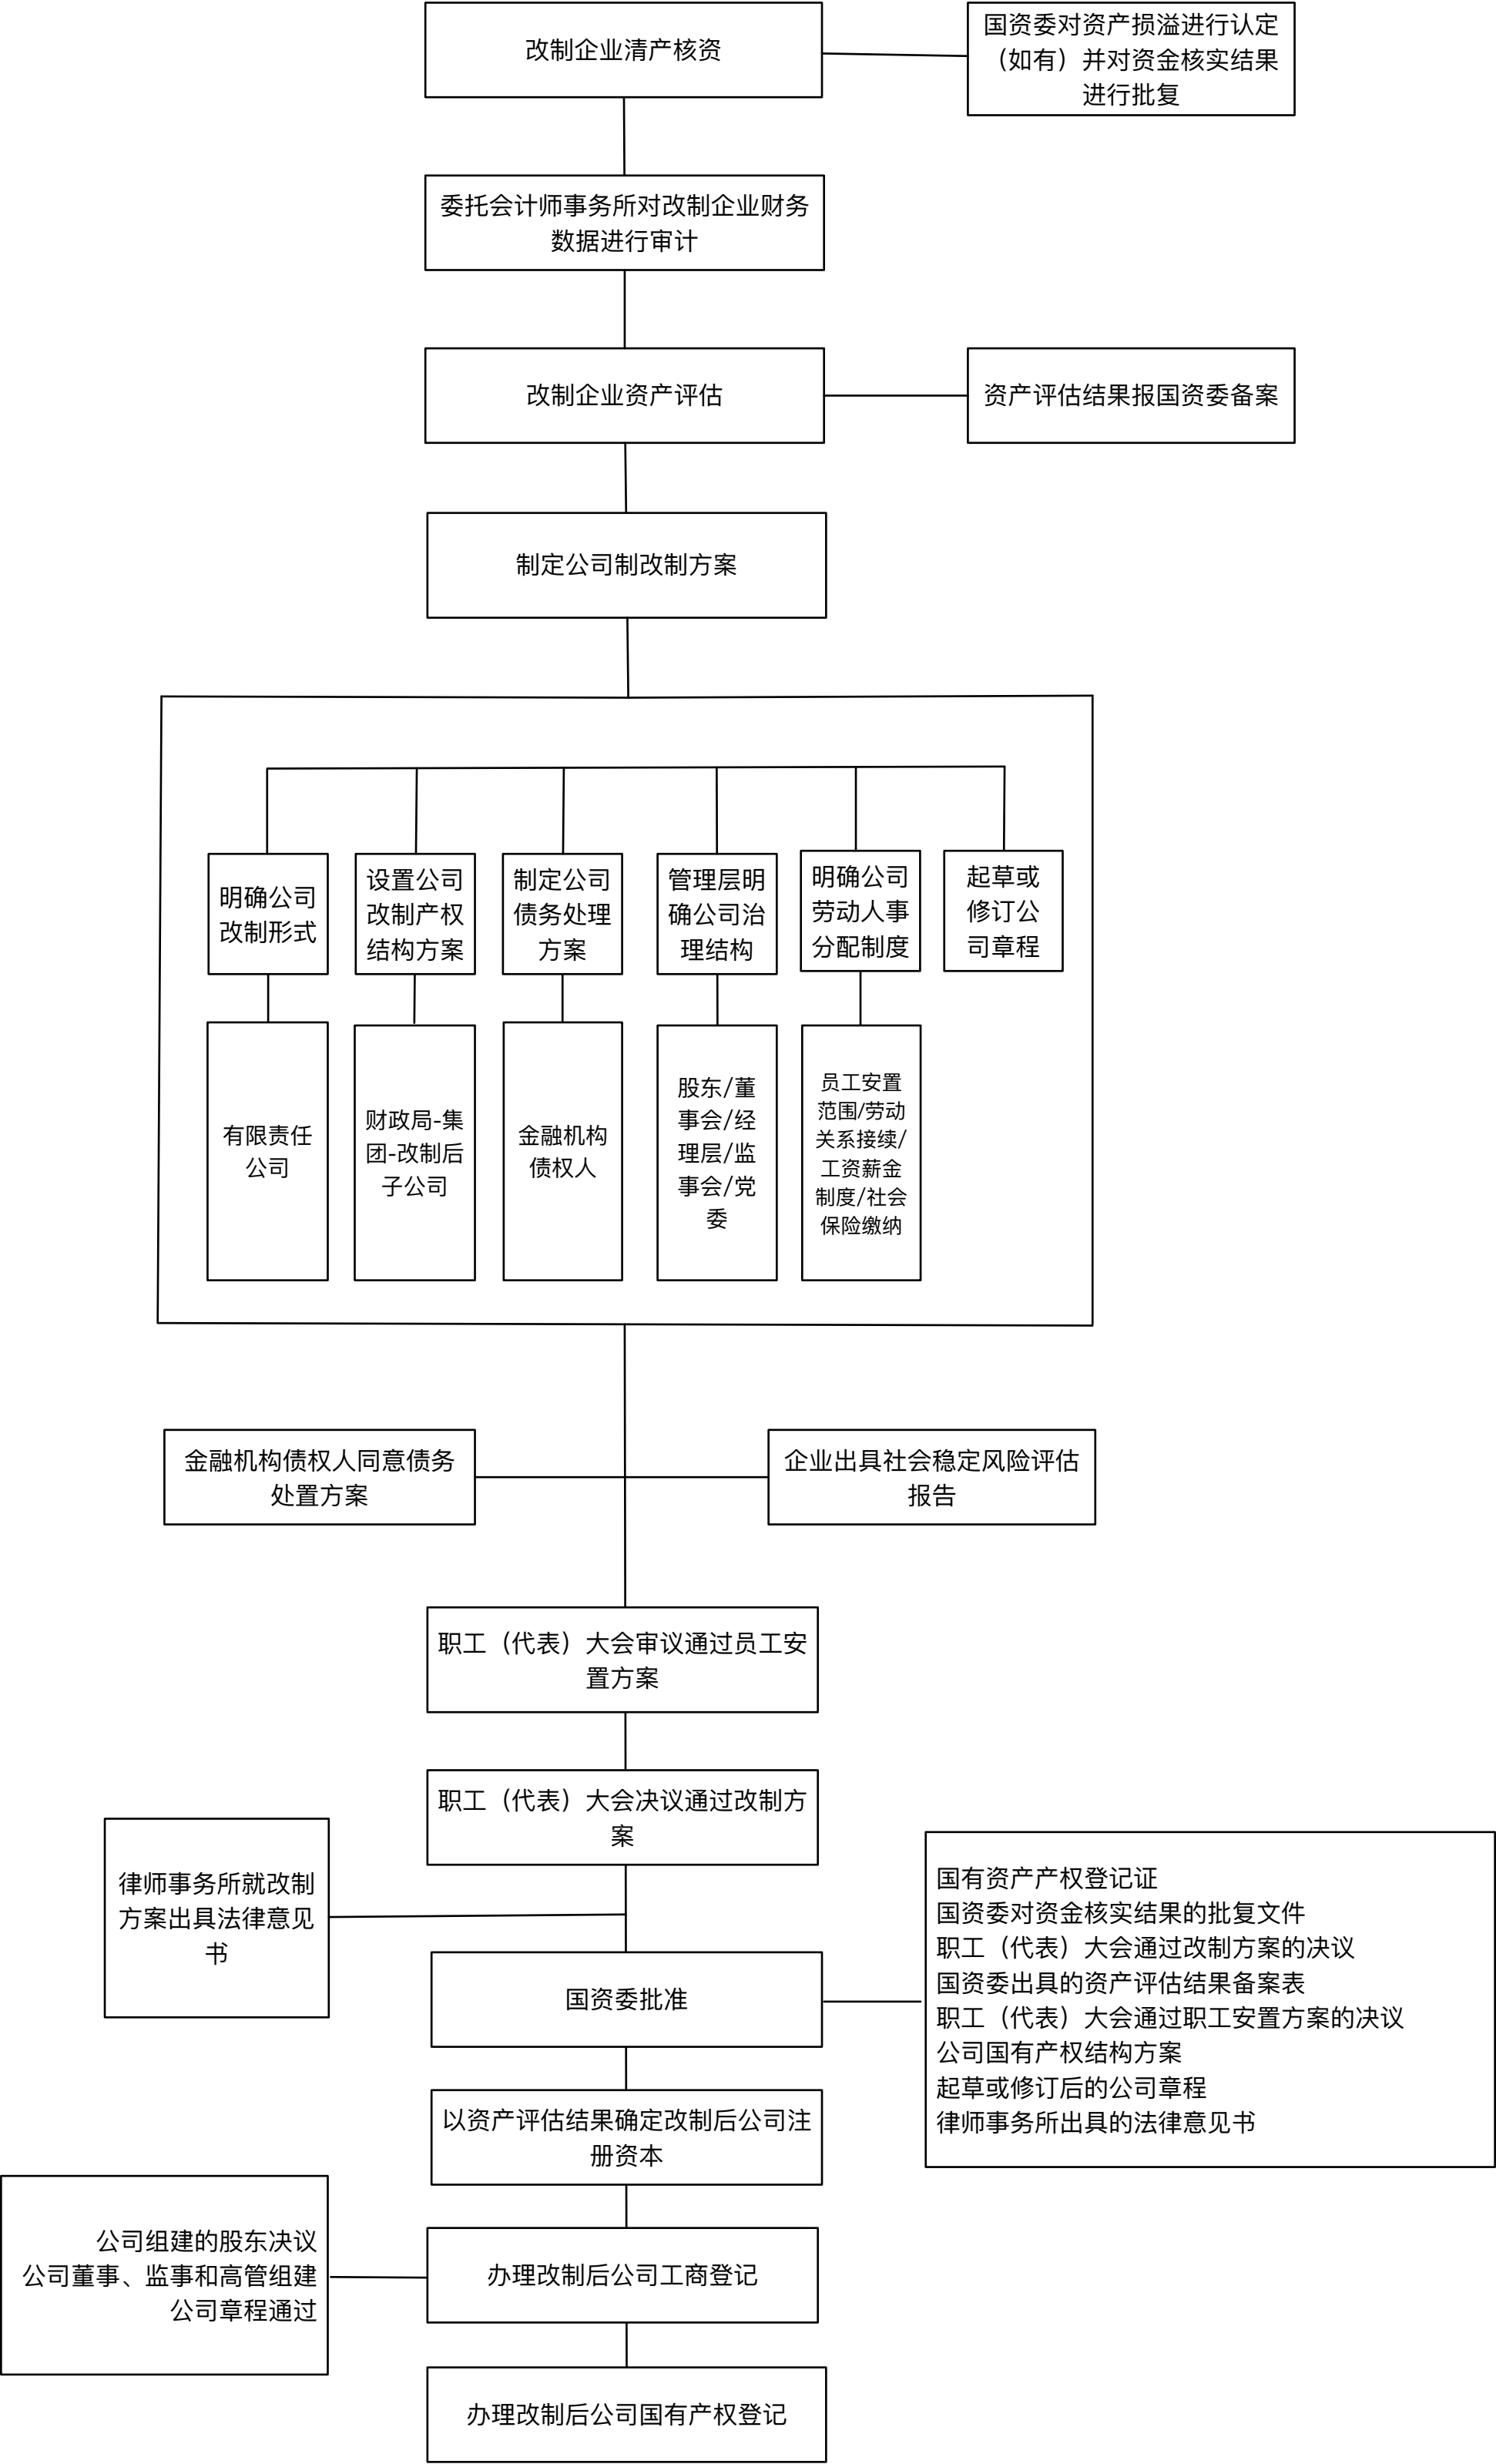 改制企业清产核资
国资委对资产损溢进行认定
（如有）并对资金核实结果
进行批复
委托会计师事务所对改制企业财务
数据进行审计
改制企业资产评估
资产评估结果报国资委备案
制定公司制改制方案
明确公司
改制形式
设置公司
改制产权
结构方案
制定公司
债务处理
方案
管理层明
确公司治
理结构
明确公司
劳动人事
分配制度
起草或
修订公
司章程
有限责任
公司
财政局-集
团-改制后
子公司
金融机构
债权人
股东/董
事会/经
理层/监
事会/党
委
员工安置
范围/劳动
关系接续/
工资薪金
制度/社会
保险缴纳
金融机构债权人同意债务
处置方案
企业出具社会稳定风险评估
报告
职工（代表）大会审议通过员工安
置方案
职工（代表）大会决议通过改制方
案
律师事务所就改制
方案出具法律意见
书
国资委批准
国有资产产权登记证
国资委对资金核实结果的批复文件
职工（代表）大会通过改制方案的决议
国资委出具的资产评估结果备案表
职工（代表）大会通过职工安置方案的决议
公司国有产权结构方案
起草或修订后的公司章程
律师事务所出具的法律意见书
以资产评估结果确定改制后公司注
册资本
公司组建的股东决议
公司董事、监事和高管组建
公司章程通过
办理改制后公司工商登记
办理改制后公司国有产权登记